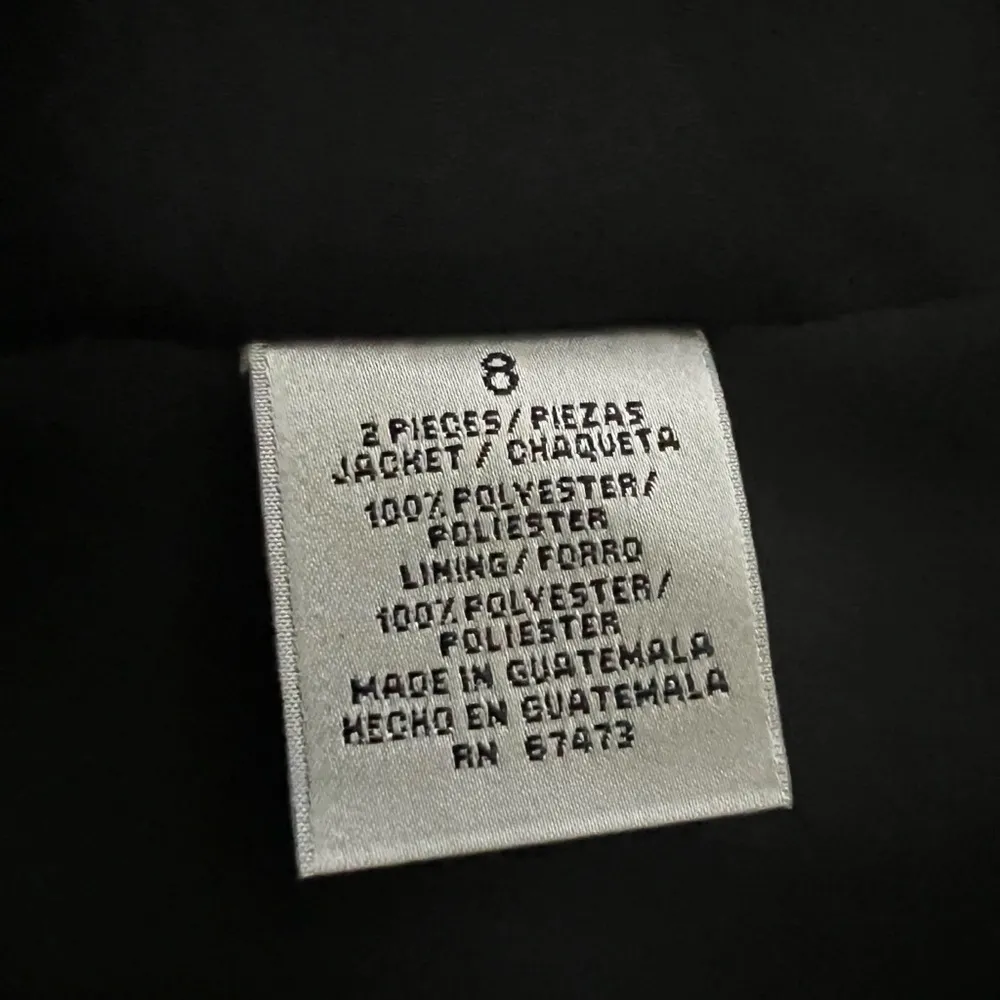 8
2 PIECES / PIEZAS
JACKET / CHAQUETA
100% POLYESTER /
POLIESTER
LINING / FORRO
100% POLYESTER /
POLIESTER
MADE IN GUATEMALA
HECHO EN GUATEMALA
RN 67473